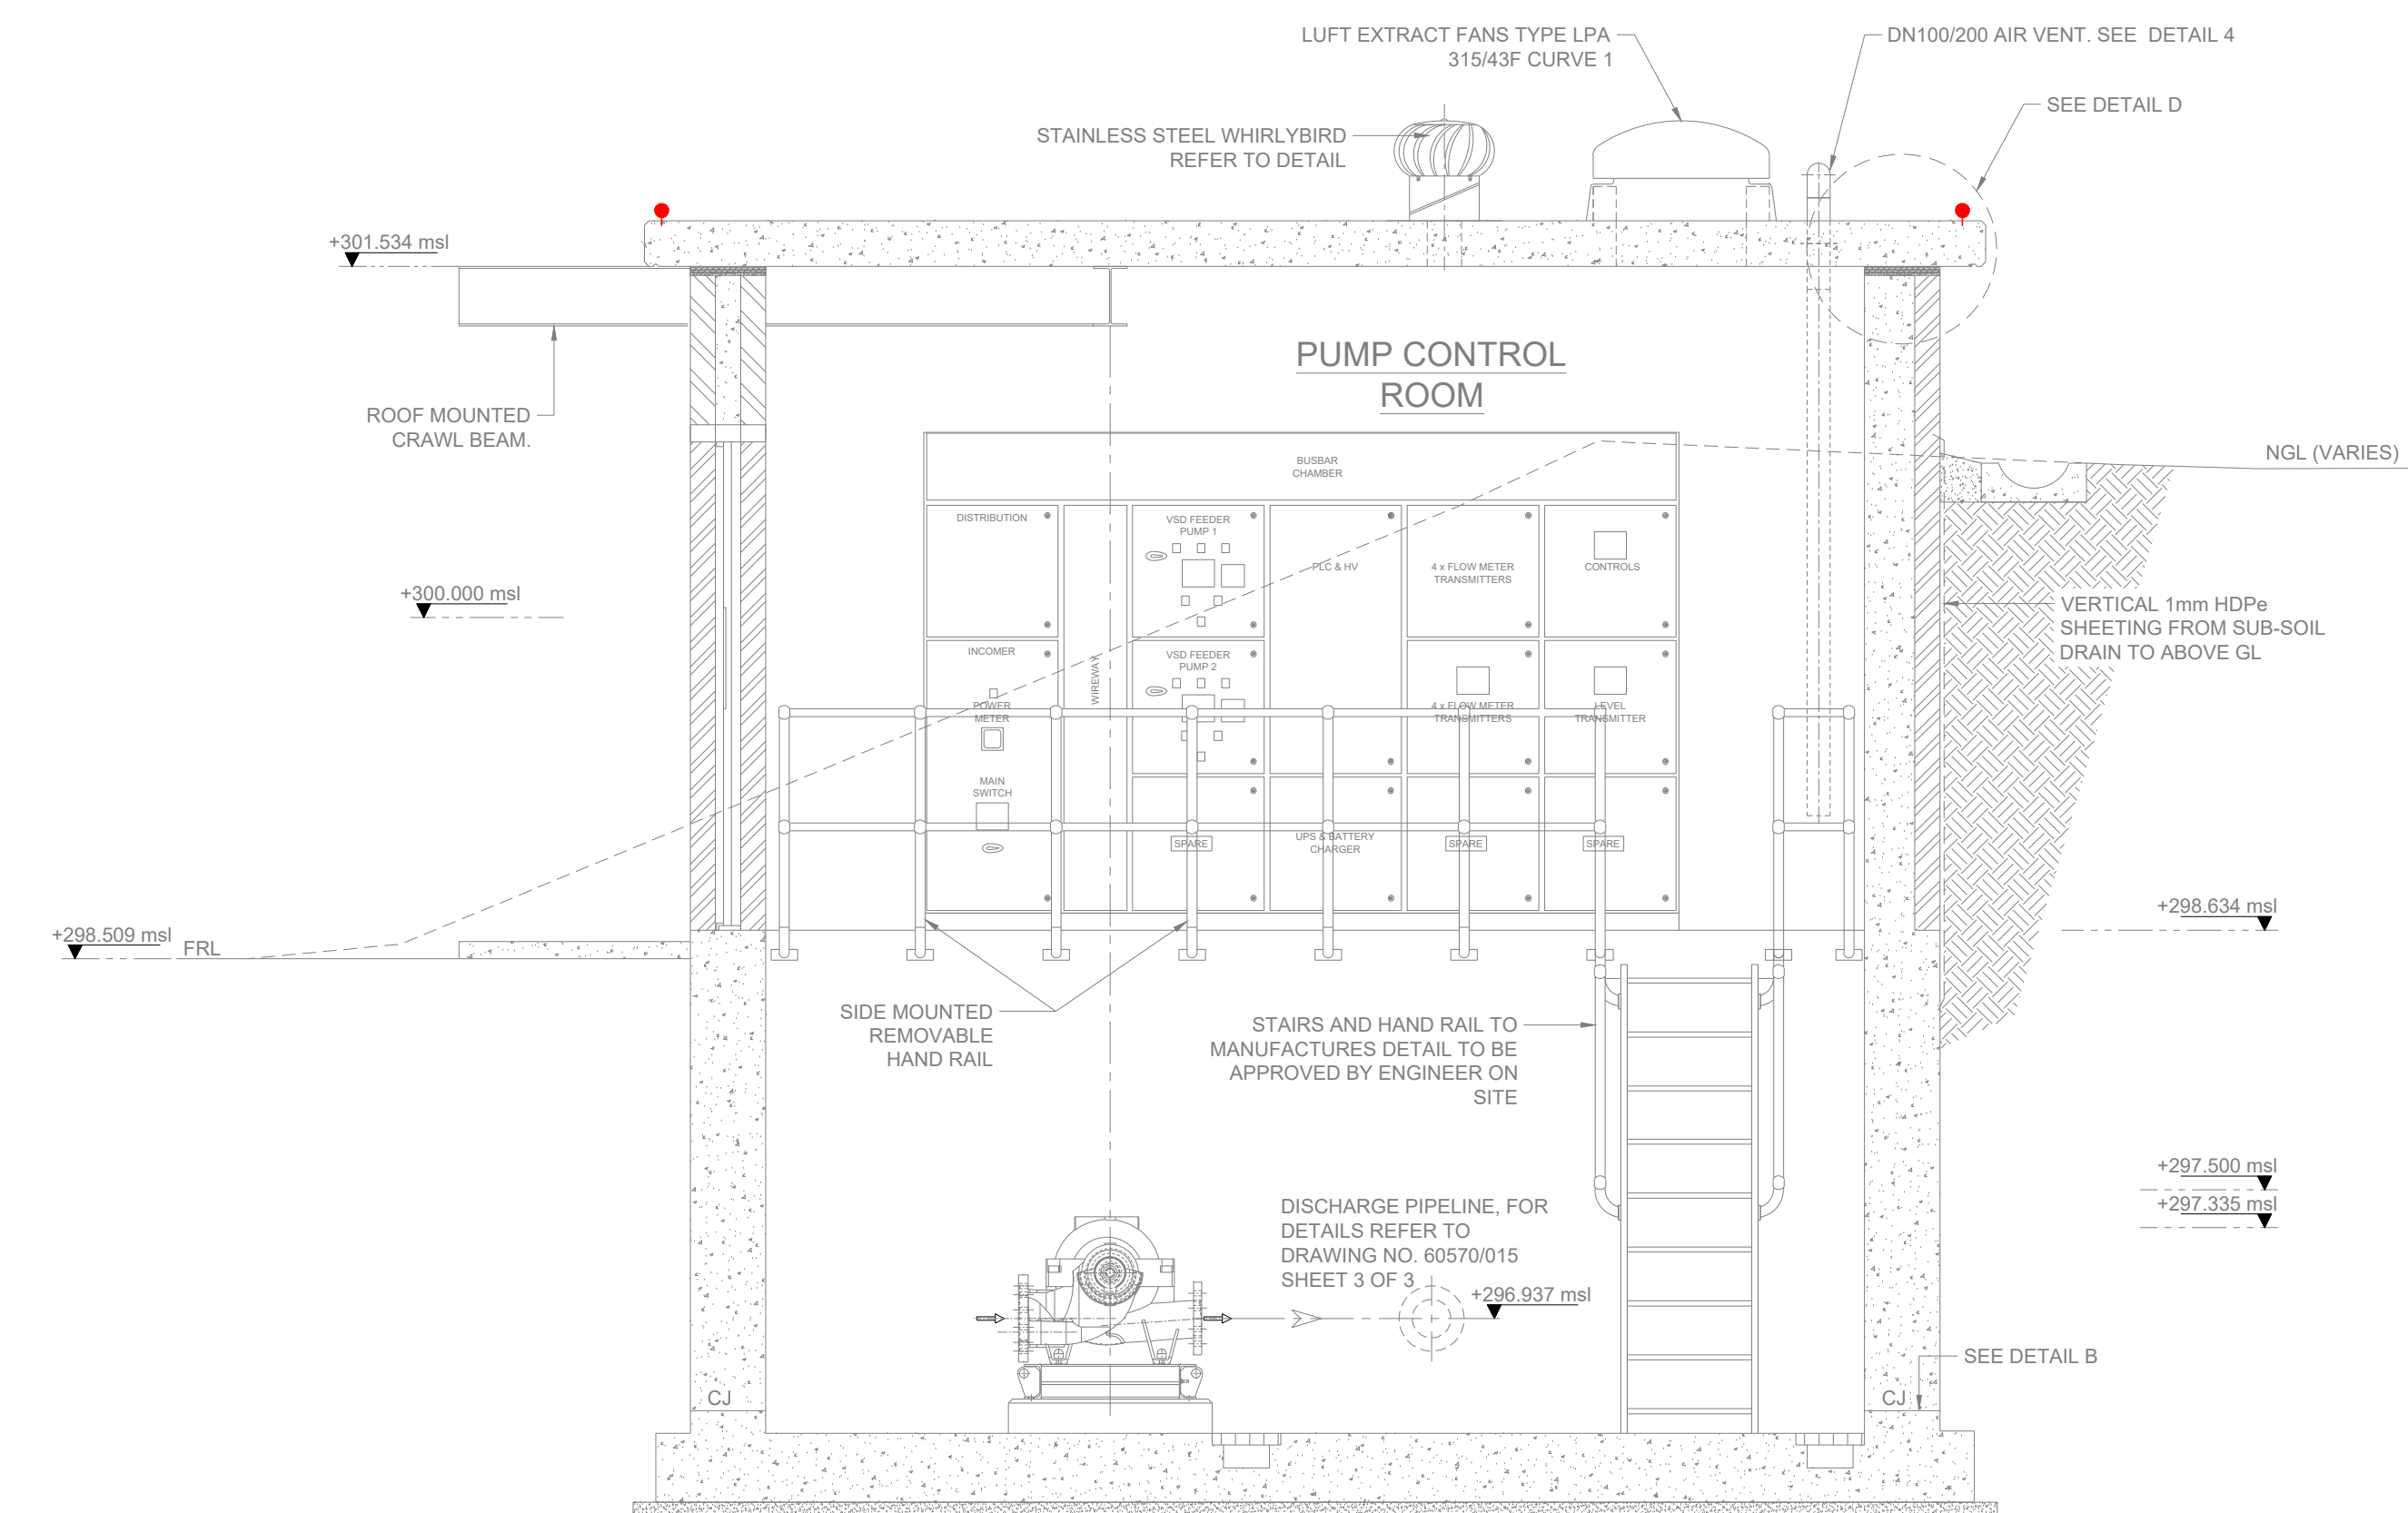 LUFT EXTRACT FANS TYPE LPA
315/43F CURVE 1
DN100/200 AIR VENT. SEE  DETAIL 4
SEE DETAIL D
STAINLESS STEEL WHIRLYBIRD
REFER TO DETAIL
+301.534 msl
PUMP CONTROL
ROOM
ROOF MOUNTED
CRAWL BEAM.
NGL (VARIES)
BUSBAR
CHAMBER
DISTRIBUTION
VSD FEEDER
PUMP 1
PLC & HV
4 x FLOW METER
TRANSMITTERS
CONTROLS
+300.000 msl
VERTICAL 1mm HDPe
SHEETING FROM SUB-SOIL
DRAIN TO ABOVE GL
INCOMER
WIREWAY
VSD FEEDER
PUMP 2
POWER
METER
4 x FLOW METER
TRANSMITTERS
LEVEL
TRANSMITTER
MAIN
SWITCH
SPARE
UPS & BATTERY
CHARGER
SPARE
SPARE
+298.509 msl
FRL
+298.634 msl
SIDE MOUNTED
REMOVABLE
HAND RAIL
STAIRS AND HAND RAIL TO
MANUFACTURES DETAIL TO BE
APPROVED BY ENGINEER ON
SITE
+297.500 msl
+297.335 msl
DISCHARGE PIPELINE, FOR
DETAILS REFER TO
DRAWING NO. 60570/015
SHEET 3 OF 3
+296.937 msl
SEE DETAIL B
CJ
CJ